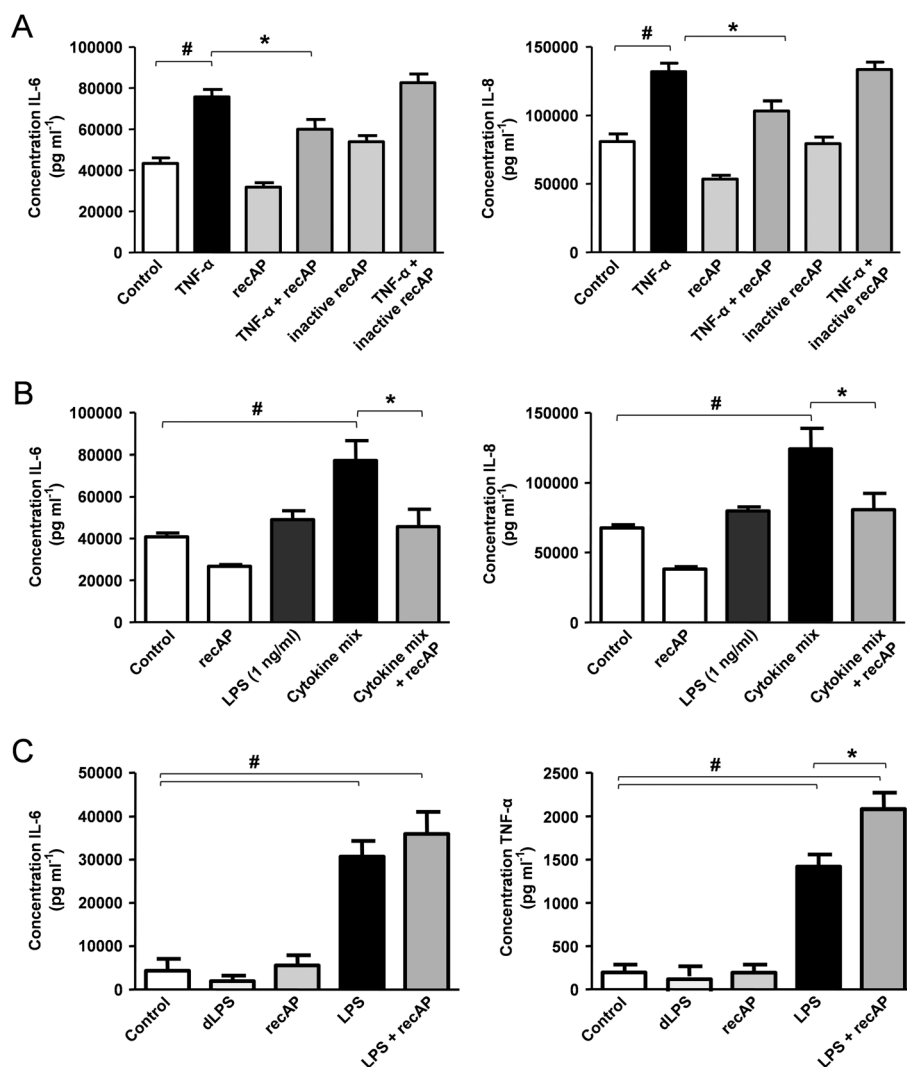 A
Concentration IL-6
(pg ml⁻¹)
100000
80000
60000
40000
20000
0
#
*
Control
TNF-α
recAP
TNF-α + recAP
inactive recAP
TNF-α +
inactive recAP
Concentration IL-8
(pg ml⁻¹)
150000
100000
50000
0
#
*
Control
TNF-α
recAP
TNF-α + recAP
inactive recAP
TNF-α +
inactive recAP
B
Concentration IL-6
(pg ml⁻¹)
100000
80000
60000
40000
20000
0
#
*
Control
recAP
LPS (1 ng/ml)
Cytokine mix
Cytokine mix
+ recAP
Concentration IL-8
(pg ml⁻¹)
150000
100000
50000
0
#
*
Control
recAP
LPS (1 ng/ml)
Cytokine mix
Cytokine mix
+ recAP
C
Concentration IL-6
(pg ml⁻¹)
50000
40000
30000
20000
10000
0
#
Control
dLPS
recAP
LPS
LPS + recAP
Concentration TNF-α
(pg ml⁻¹)
2500
2000
1500
1000
500
0
#
*
Control
dLPS
recAP
LPS
LPS + recAP